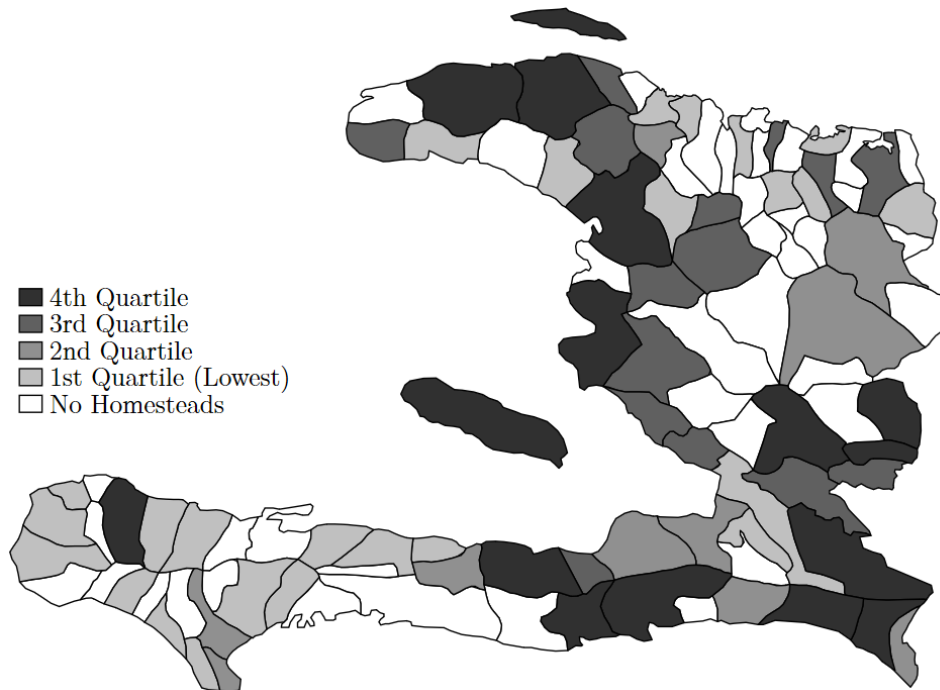 4th Quartile
3rd Quartile
2nd Quartile
1st Quartile (Lowest)
No Homesteads